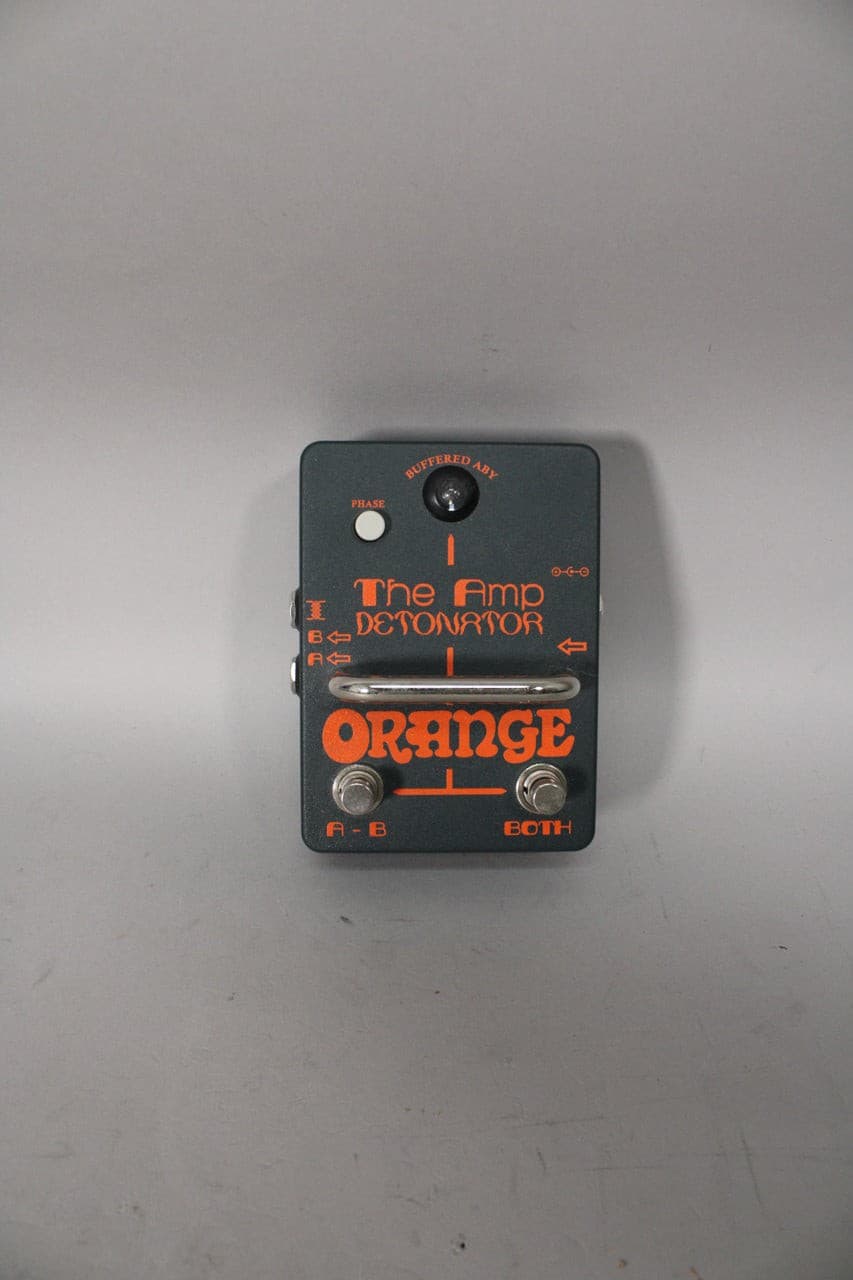 BUFFERED ABY
PHASE
The Amp
DETONATOR
B
A
ORANGE
A - B
BOTH